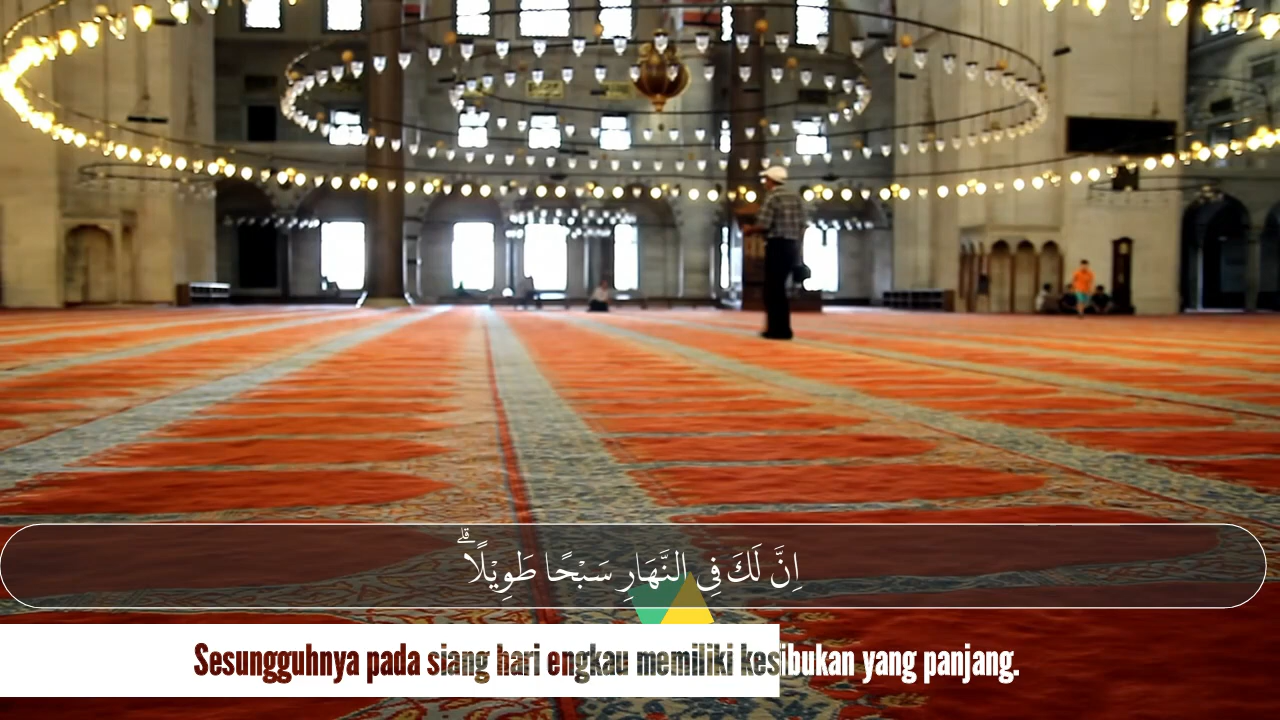 اِنَّ لَكَ فِى النَّهَارِ سَبْحًا طَوِيْلًاۗ
Sesungguhnya pada siang hari engkau memiliki kesibukan yang panjang.